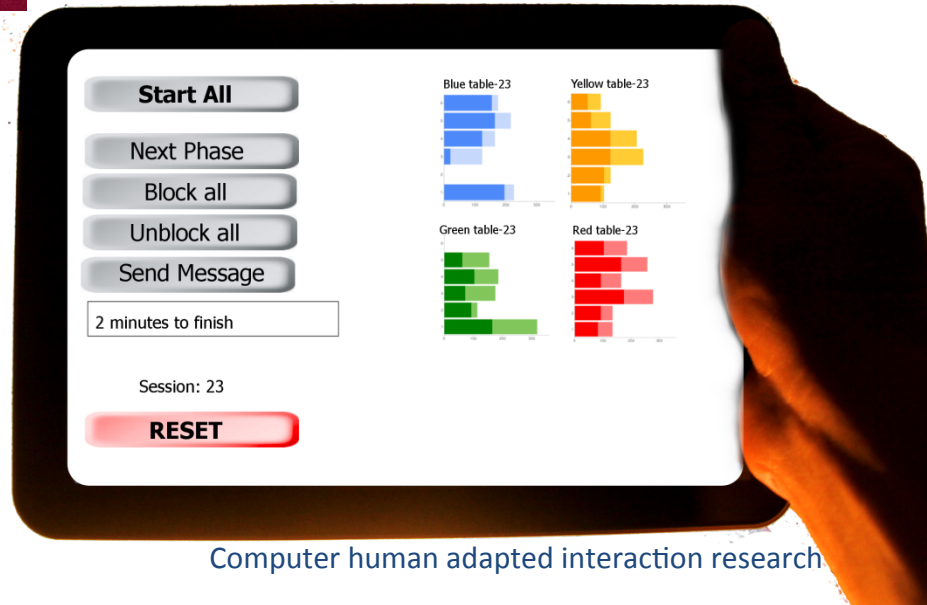 Start All
Next Phase
Block all
Unblock all
Send Message
2 minutes to finish
Session: 23
RESET
Blue table-23
Yellow table-23
Green table-23
Red table-23
Computer human adapted interaction research